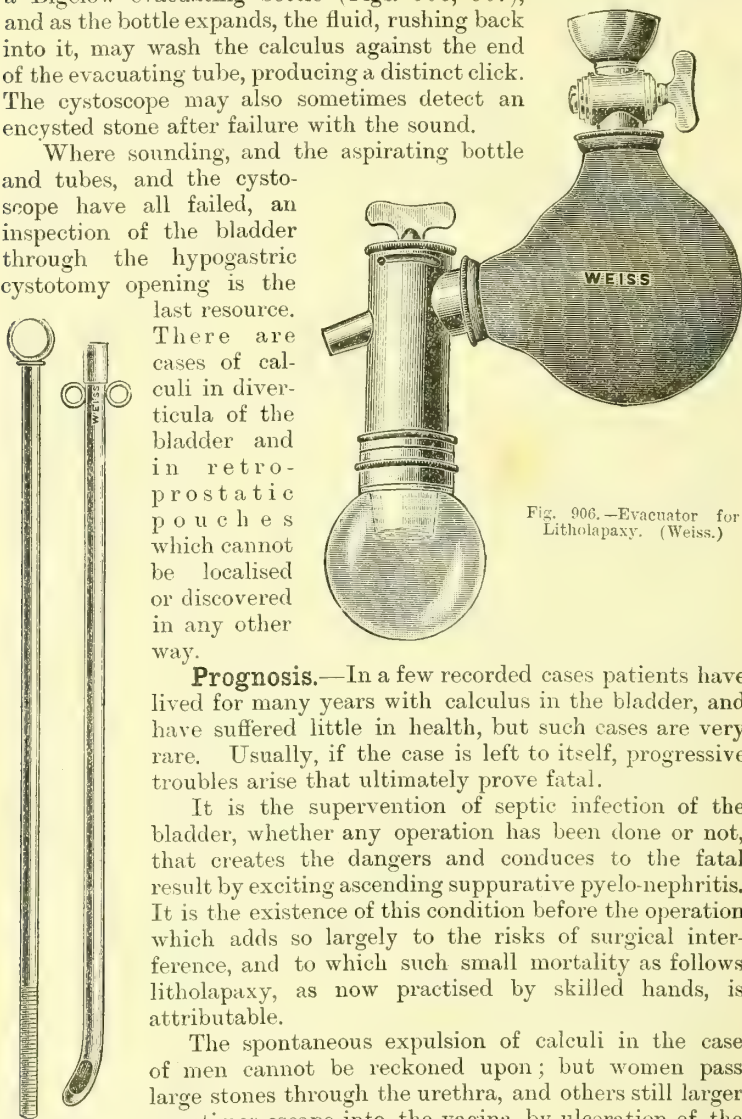 a Bigelow evacuating bottle (Figs. 906, 907),
and as the bottle expands, the fluid, rushing back
into it, may wash the calculus against the end
of the evacuating tube, producing a distinct click.
The cystoscope may also sometimes detect an
encysted stone after failure with the sound.
Where sounding, and the aspirating bottle
and tubes, and the cysto-
scope have all failed, an
inspection of the bladder
through the hypogastric
cystotomy opening is the
last resource.
There are
cases of cal-
culi in diver-
ticula of the
bladder and
in retro-
prostatic
pouches
which cannot
be localised
or discovered
in any other
way.
WEISS
WEISS
Fig. 906.—Evacuator for
Litholapaxy. (Weiss.)
Prognosis.—In a few recorded cases patients have
lived for many years with calculus in the bladder, and
have suffered little in health, but such cases are very
rare. Usually, if the case is left to itself, progressive
troubles arise that ultimately prove fatal.
It is the supervention of septic infection of the
bladder, whether any operation has been done or not,
that creates the dangers and conduces to the fatal
result by exciting ascending suppurative pyelo-nephritis.
It is the existence of this condition before the operation
which adds so largely to the risks of surgical inter-
ference, and to which such small mortality as follows
litholapaxy, as now practised by skilled hands, is
attributable.
The spontaneous expulsion of calculi in the case
of men cannot be reckoned upon; but women pass
large stones through the urethra, and others still larger
escape into the vagina by ulceration of the